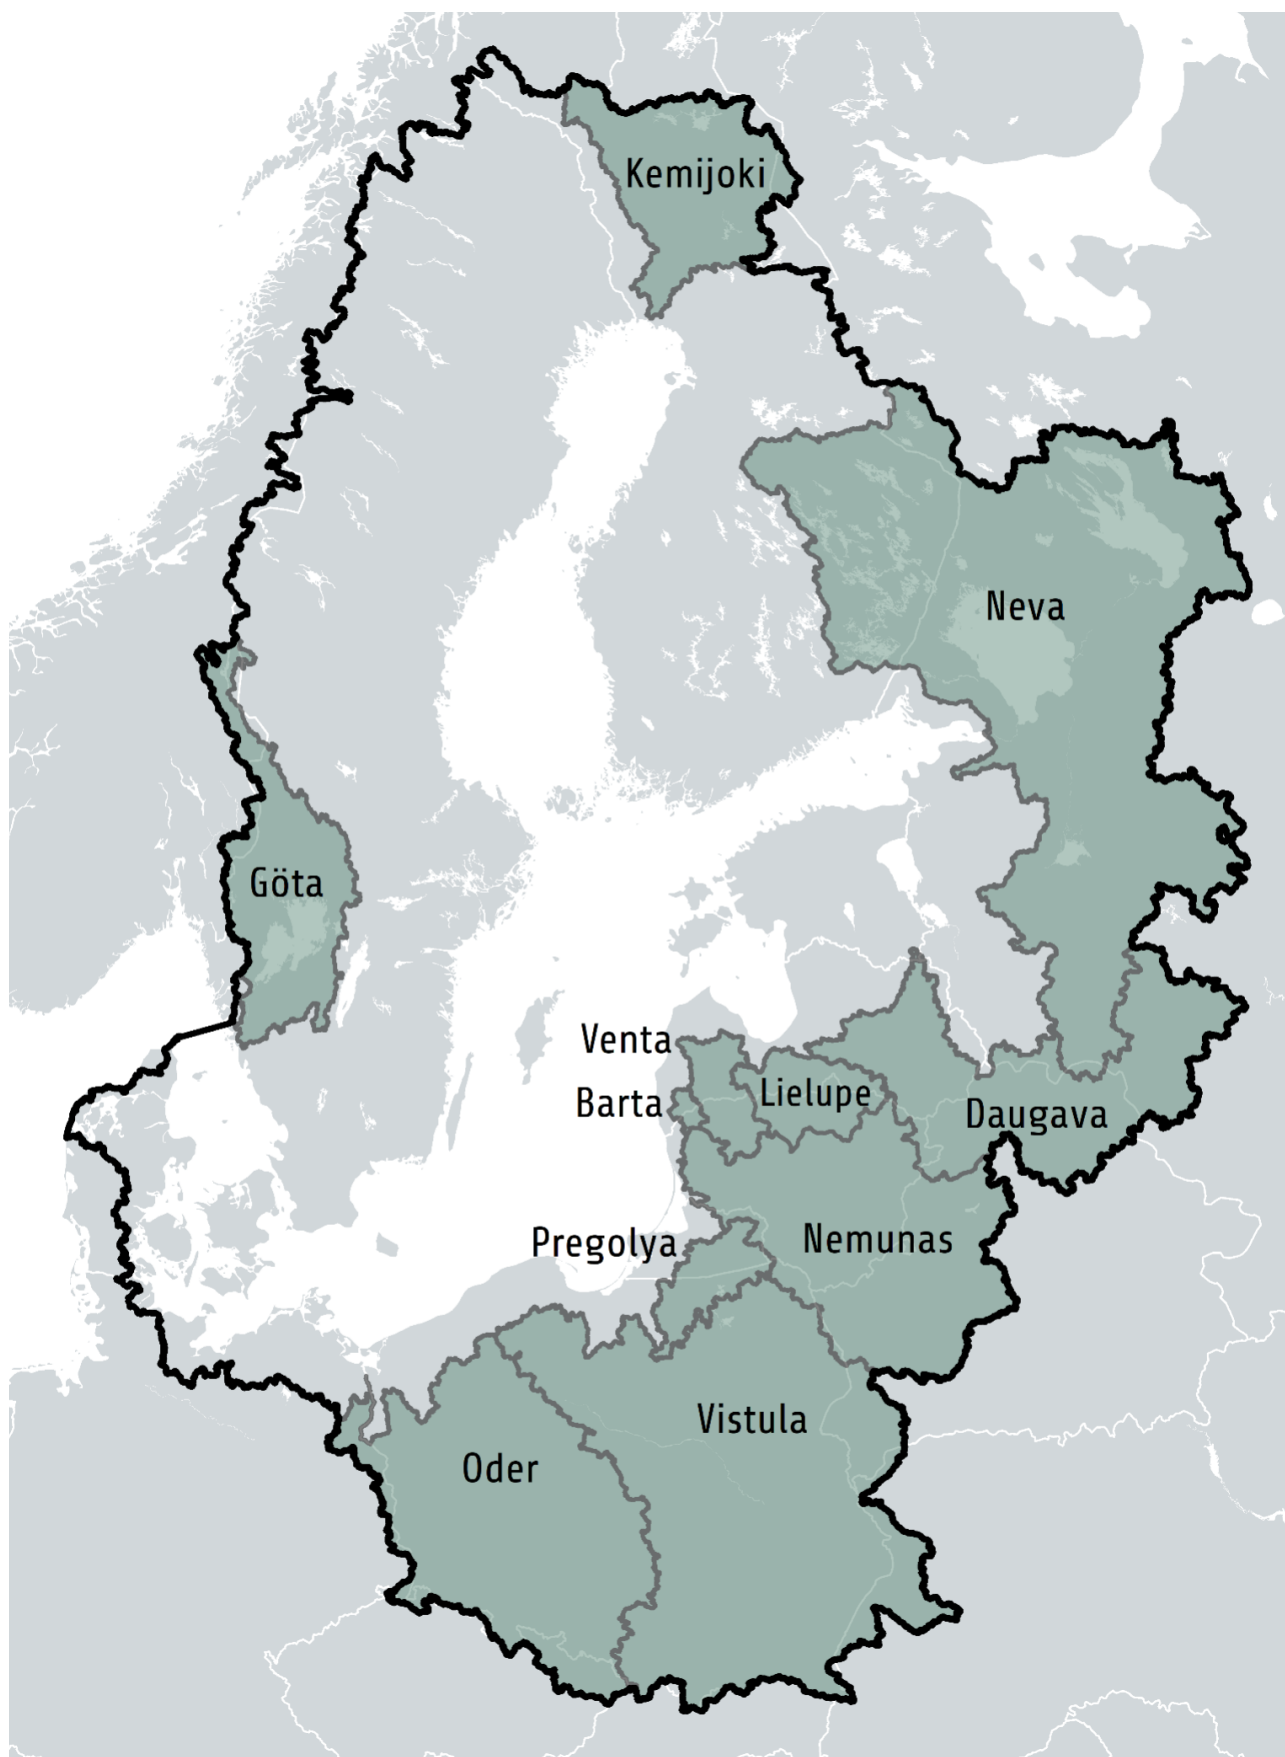 Kemijoki
Neva
Göta
Venta
Lielupe
Barta
Daugava
Pregolya
Nemunas
Vistula
Oder